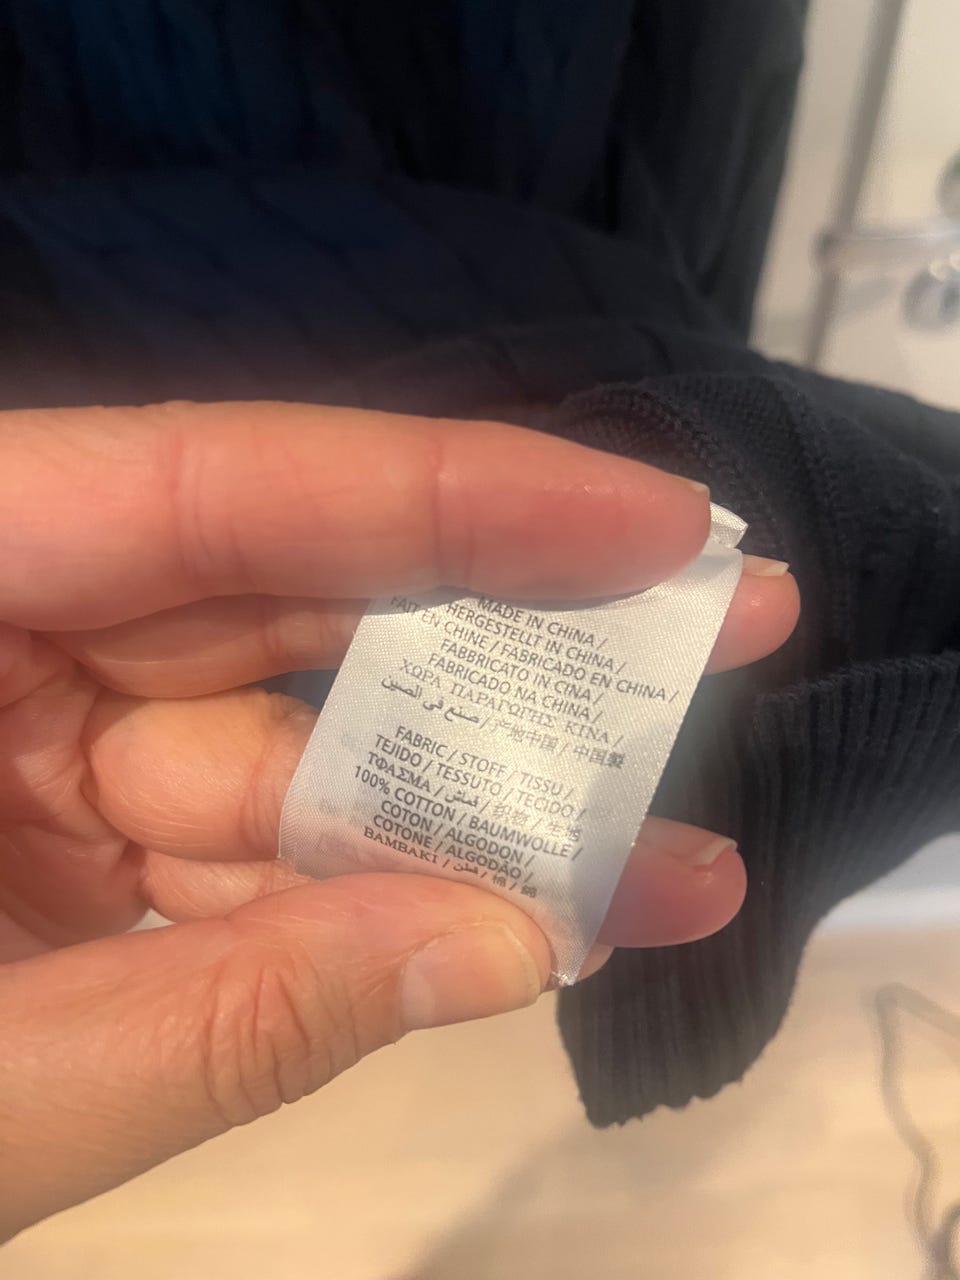 MADE IN CHINA /
HERGESTELLT IN CHINA /
FAIT EN CHINE / FABRICADO EN CHINA /
FABBRICATO IN CINA /
FABRICADO NA CHINA /
ΧΩΡΑ ΠΑΡΑΓΩΓΗΣ ΚΙΝΑ /
صنع في الصين / 产地中国 / 中国製
FABRIC / STOFF / TISSU /
TEJIDO / TESSUTO / TECIDO /
ΥΦΑΣΜΑ / قماش / 织物 / 生地
100% COTTON / BAUMWOLLE /
COTON / ALGODON /
COTONE / ALGODÃO /
BAMBAKI / قطن / 棉 / 綿